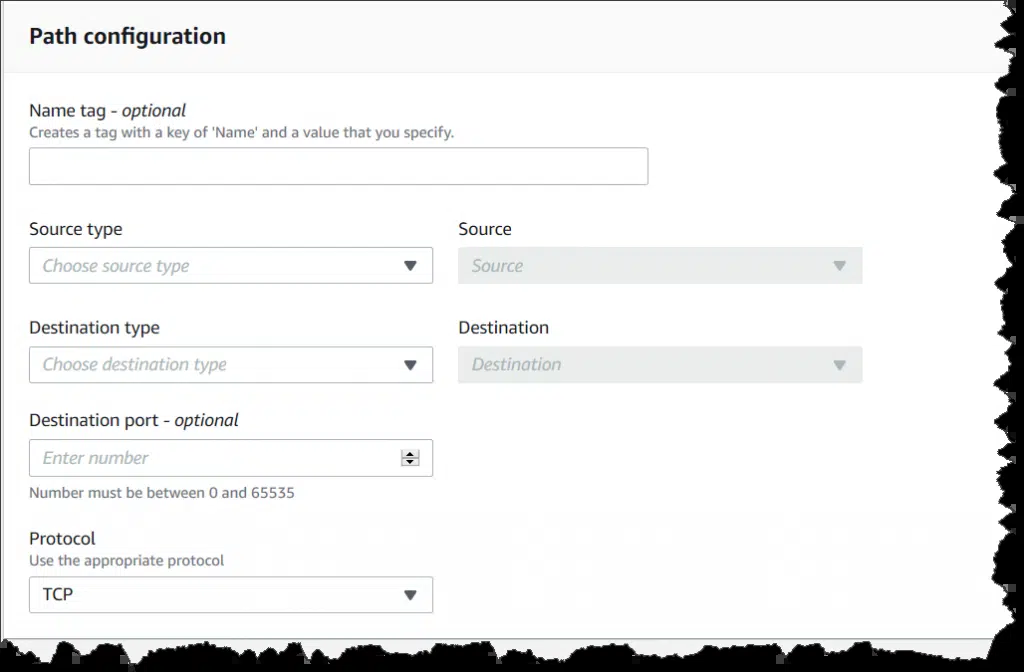 Path configuration
Name tag - optional
Creates a tag with a key of 'Name' and a value that you specify.
Source type
Source
Choose source type
Source
Destination type
Destination
Choose destination type
Destination
Destination port - optional
Enter number
Number must be between 0 and 65535
Protocol
Use the appropriate protocol
TCP